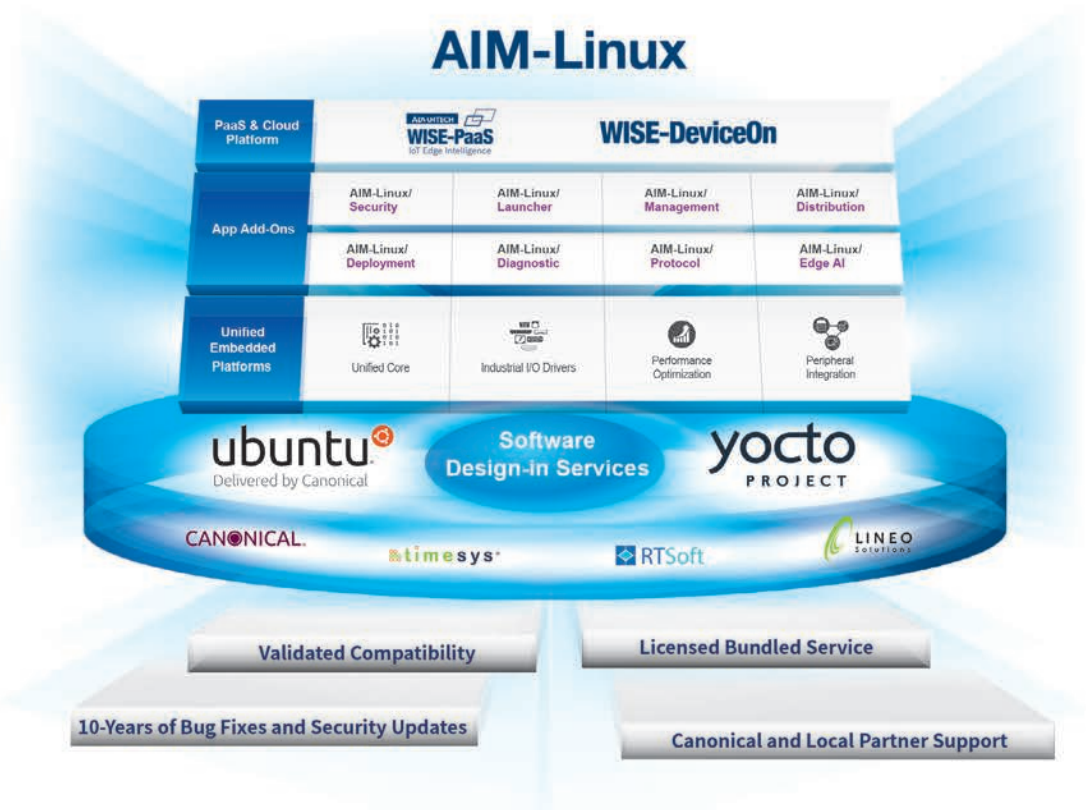 AIM-Linux
PaaS & Cloud
Platform
ADVANTECH
WISE-PaaS
IoT Edge Intelligence
WISE-DeviceOn
App Add-Ons
AIM-Linux/
Security
AIM-Linux/
Launcher
AIM-Linux/
Management
AIM-Linux/
Distribution
AIM-Linux/
Deployment
AIM-Linux/
Diagnostic
AIM-Linux/
Protocol
AIM-Linux/
Edge AI
Unified
Embedded
Platforms
Unified Core
Industrial I/O Drivers
Performance
Optimization
Peripheral
Integration
ubuntu
Delivered by Canonical
Software
Design-in Services
yocto
PROJECT
CANONICAL
timesys
RTSoft
LINEO
Solutions
Validated Compatibility
Licensed Bundled Service
10-Years of Bug Fixes and Security Updates
Canonical and Local Partner Support